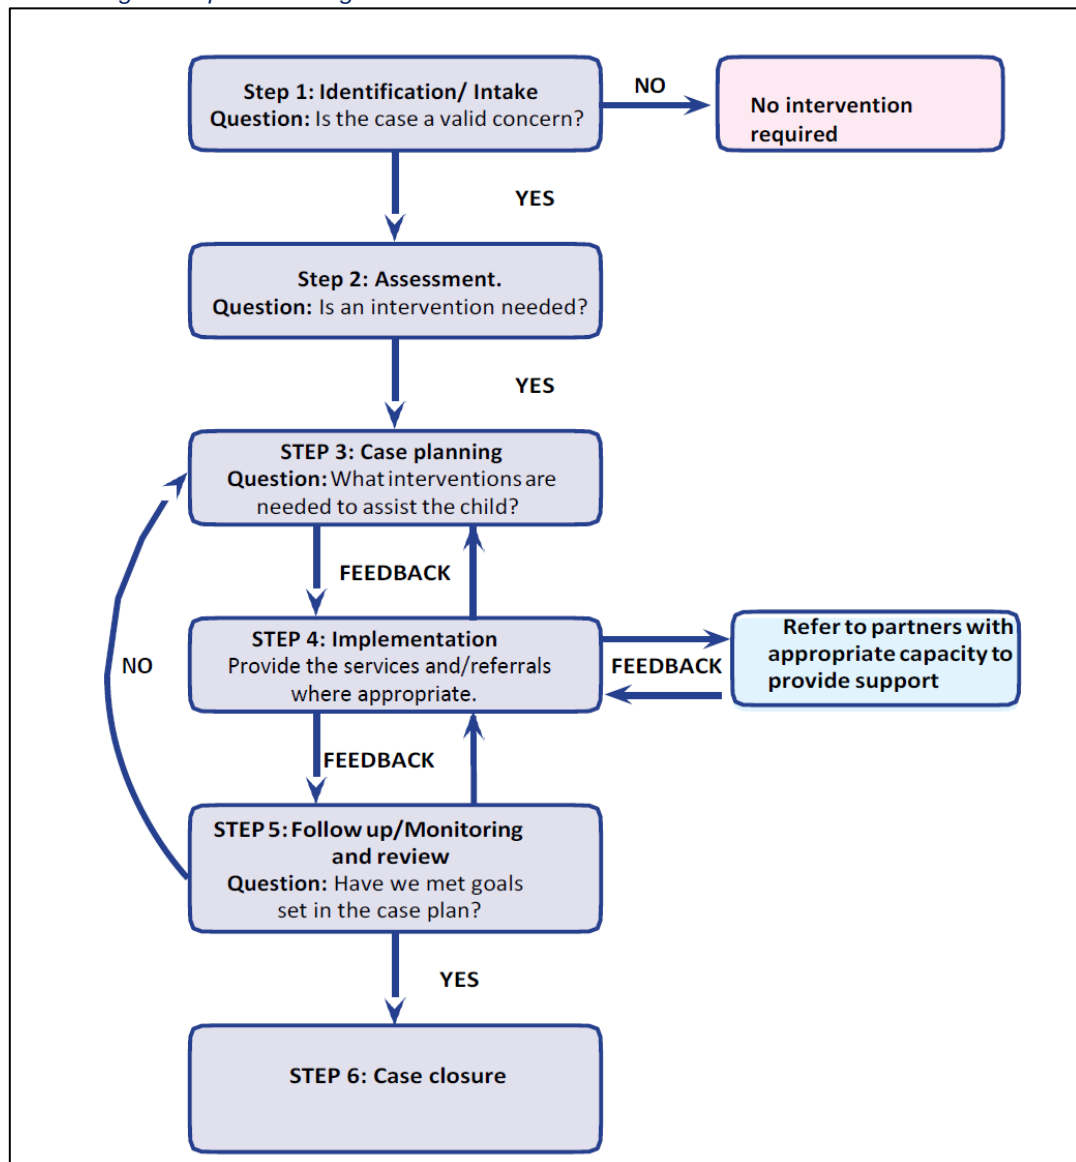 Step 1: Identification/ Intake
Question: Is the case a valid concern?
NO
No intervention
required
YES
Step 2: Assessment.
Question: Is an intervention needed?
YES
STEP 3: Case planning
Question: What interventions are
needed to assist the child?
FEEDBACK
STEP 4: Implementation
Provide the services and/referrals
where appropriate.
NO
FEEDBACK
Refer to partners with
appropriate capacity to
provide support
FEEDBACK
STEP 5: Follow up/Monitoring
and review
Question: Have we met goals
set in the case plan?
YES
STEP 6: Case closure